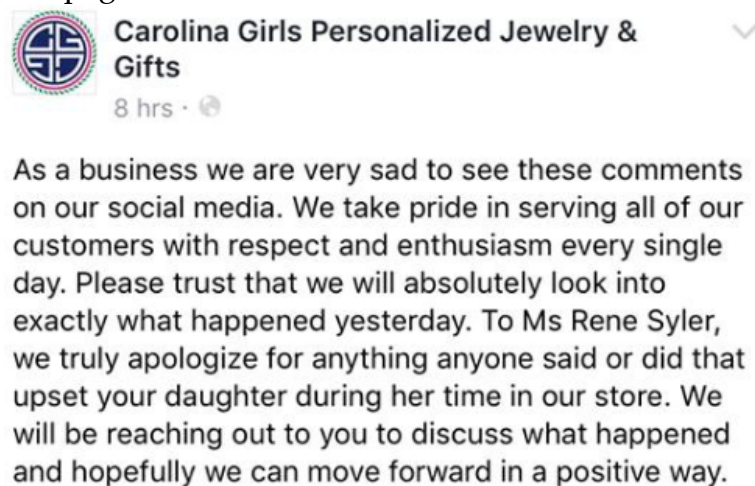 Carolina Girls Personalized Jewelry &
Gifts
8 hrs ·
As a business we are very sad to see these comments
on our social media. We take pride in serving all of our
customers with respect and enthusiasm every single
day. Please trust that we will absolutely look into
exactly what happened yesterday. To Ms Rene Syler,
we truly apologize for anything anyone said or did that
upset your daughter during her time in our store. We
will be reaching out to you to discuss what happened
and hopefully we can move forward in a positive way.